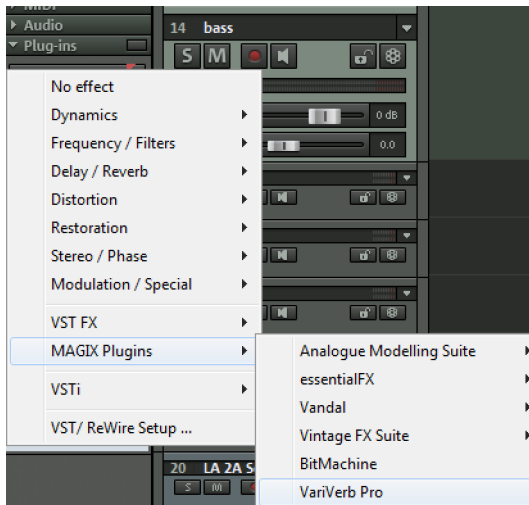 MIDI
Audio
Plug-ins
14 bass
S M
0 dB
0.0
No effect
Dynamics
Frequency / Filters
Delay / Reverb
Distortion
Restoration
Stereo / Phase
Modulation / Special
VST FX
MAGIX Plugins
VSTi
VST/ ReWire Setup ...
Analogue Modelling Suite
essentialFX
Vandal
Vintage FX Suite
BitMachine
VariVerb Pro
20 LA 2A
S M